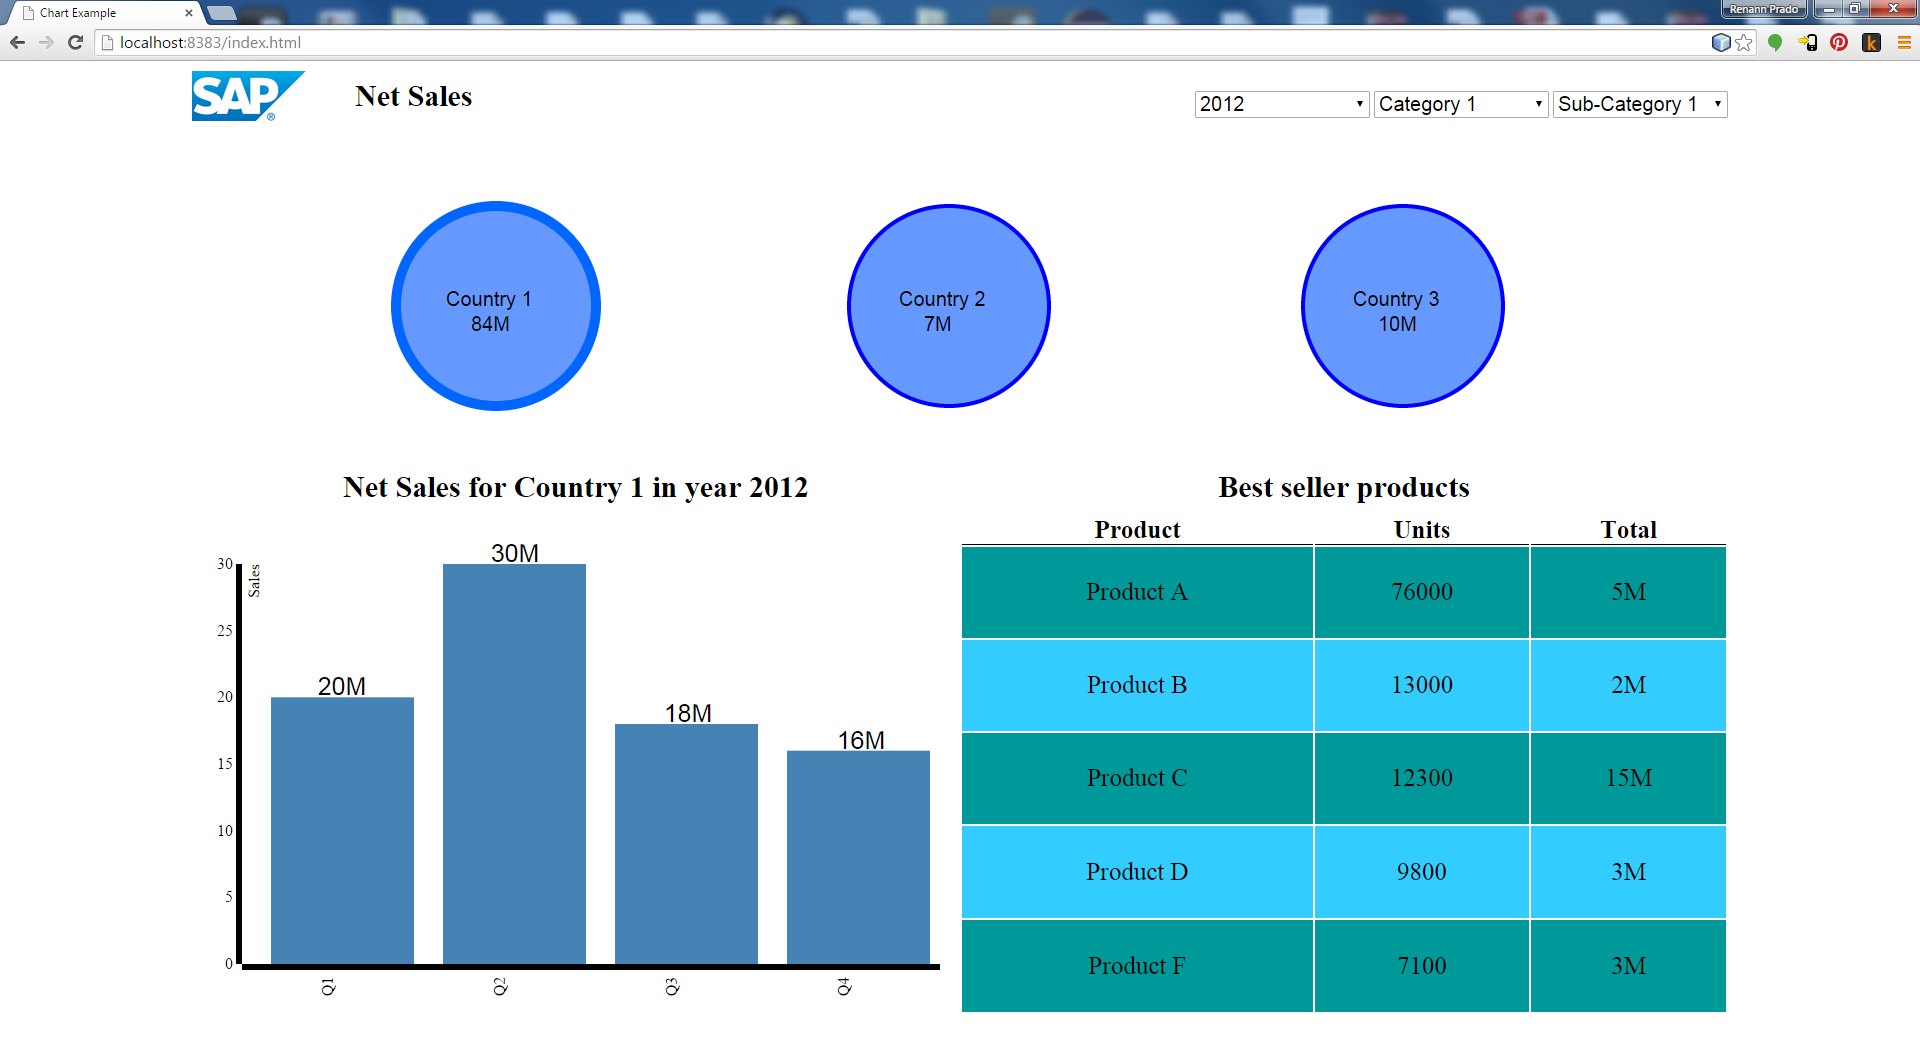 Chart Example
Renann Prado
localhost:8383/index.html
SAP ®
Net Sales
2012
Category 1
Sub-Category 1
Country 1
84M
Country 2
7M
Country 3
10M
Net Sales for Country 1 in year 2012
30
25
20
15
10
5
0
Sales
20M
30M
18M
16M
Q1
Q2
Q3
Q4
Best seller products
Product Units Total
Product A 76000 5M
Product B 13000 2M
Product C 12300 15M
Product D 9800 3M
Product F 7100 3M